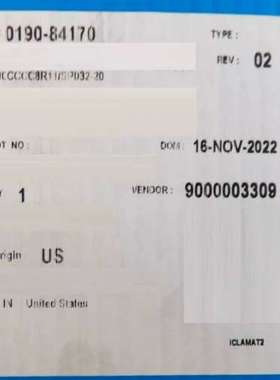 0190-84170
TYPE :
REV : 02
OT NO :
DOM : 16-NOV-2022
1
VENDOR : 9000003309
rigin US
IN United States
ICLAMAT2